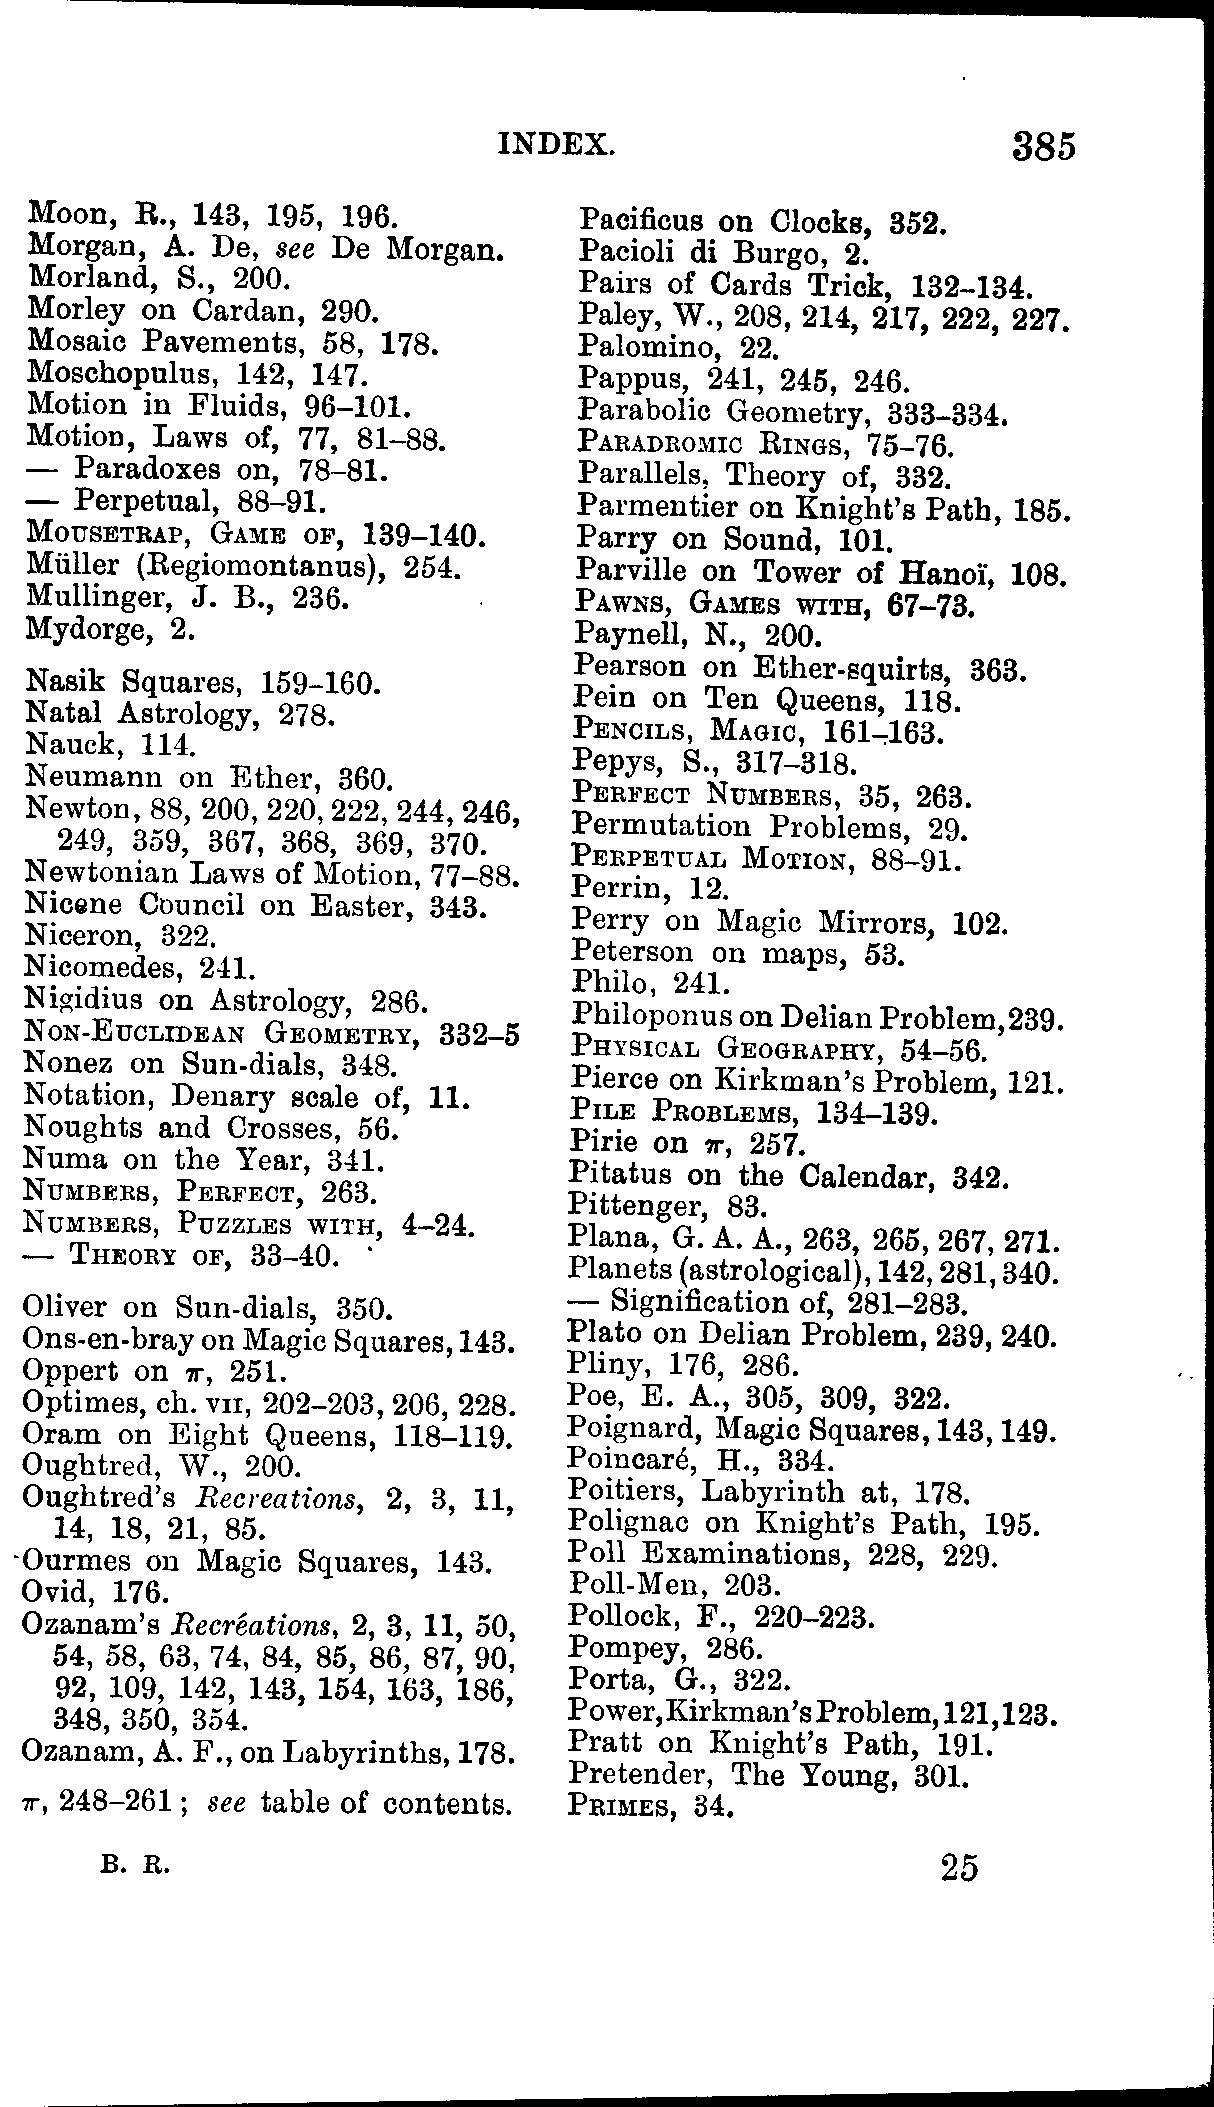 INDEX. 385
Moon, R., 143, 195, 196.
Morgan, A. De, see De Morgan.
Morland, S., 200.
Morley on Cardan, 290.
Mosaic Pavements, 58, 178.
Moschopulus, 142, 147.
Motion in Fluids, 96–101.
Motion, Laws of, 77, 81–88.
— Paradoxes on, 78–81.
— Perpetual, 88–91.
MOUSETRAP, GAME OF, 139–140.
Müller (Regiomontanus), 254.
Mullinger, J. B., 236.
Mydorge, 2.
Nasik Squares, 159–160.
Natal Astrology, 278.
Nauck, 114.
Neumann on Ether, 360.
Newton, 88, 200, 220, 222, 244, 246,
249, 359, 367, 368, 369, 370.
Newtonian Laws of Motion, 77–88.
Nicene Council on Easter, 343.
Niceron, 322.
Nicomedes, 241.
Nigidius on Astrology, 286.
NON-EUCLIDEAN GEOMETRY, 332–5
Nonez on Sun-dials, 348.
Notation, Denary scale of, 11.
Noughts and Crosses, 56.
Numa on the Year, 341.
NUMBERS, PERFECT, 263.
NUMBERS, PUZZLES WITH, 4–24.
— THEORY OF, 33–40.
Oliver on Sun-dials, 350.
Ons-en-bray on Magic Squares, 143.
Oppert on π, 251.
Optimes, ch. VII, 202–203, 206, 228.
Oram on Eight Queens, 118–119.
Oughtred, W., 200.
Oughtred's Recreations, 2, 3, 11,
14, 18, 21, 85.
Ourmes on Magic Squares, 143.
Ovid, 176.
Ozanam's Recréations, 2, 3, 11, 50,
54, 58, 63, 74, 84, 85, 86, 87, 90,
92, 109, 142, 143, 154, 163, 186,
348, 350, 354.
Ozanam, A. F., on Labyrinths, 178.
π, 248–261; see table of contents.
Pacificus on Clocks, 352.
Pacioli di Burgo, 2.
Pairs of Cards Trick, 132–134.
Paley, W., 208, 214, 217, 222, 227.
Palomino, 22.
Pappus, 241, 245, 246.
Parabolic Geometry, 333–334.
PARADROMIC RINGS, 75–76.
Parallels, Theory of, 332.
Parmentier on Knight's Path, 185.
Parry on Sound, 101.
Parville on Tower of Hanoï, 108.
PAWNS, GAMES WITH, 67–73.
Paynell, N., 200.
Pearson on Ether-squirts, 363.
Pein on Ten Queens, 118.
PENCILS, MAGIC, 161–163.
Pepys, S., 317–318.
PERFECT NUMBERS, 35, 263.
Permutation Problems, 29.
PERPETUAL MOTION, 88–91.
Perrin, 12.
Perry on Magic Mirrors, 102.
Peterson on maps, 53.
Philo, 241.
Philoponus on Delian Problem, 239.
PHYSICAL GEOGRAPHY, 54–56.
Pierce on Kirkman's Problem, 121.
PILE PROBLEMS, 134–139.
Pirie on π, 257.
Pitatus on the Calendar, 342.
Pittenger, 83.
Plana, G. A. A., 263, 265, 267, 271.
Planets (astrological), 142, 281, 340.
— Signification of, 281–283.
Plato on Delian Problem, 239, 240.
Pliny, 176, 286.
Poe, E. A., 305, 309, 322.
Poignard, Magic Squares, 143, 149.
Poincaré, H., 334.
Poitiers, Labyrinth at, 178.
Polignac on Knight's Path, 195.
Poll Examinations, 228, 229.
Poll-Men, 203.
Pollock, F., 220–223.
Pompey, 286.
Porta, G., 322.
Power, Kirkman's Problem, 121, 123.
Pratt on Knight's Path, 191.
Pretender, The Young, 301.
PRIMES, 34.
B. R. 25